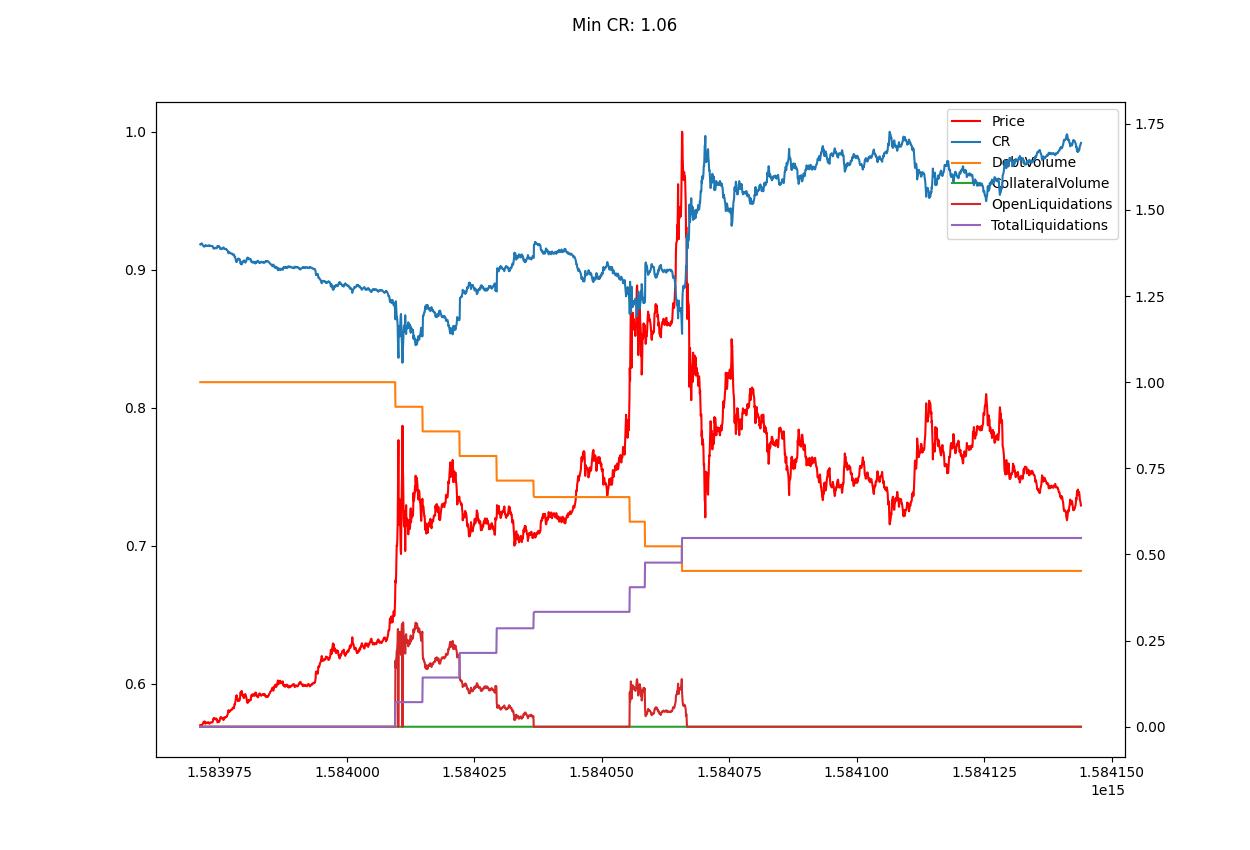 Min CR: 1.06
1.0
0.9
0.8
0.7
0.6
1.75
1.50
1.25
1.00
0.75
0.50
0.25
0.00
Price
CR
DebtVolume
CollateralVolume
OpenLiquidations
TotalLiquidations
1.583975 1.584000 1.584025 1.584050 1.584075 1.584100 1.584125 1.584150
1e15